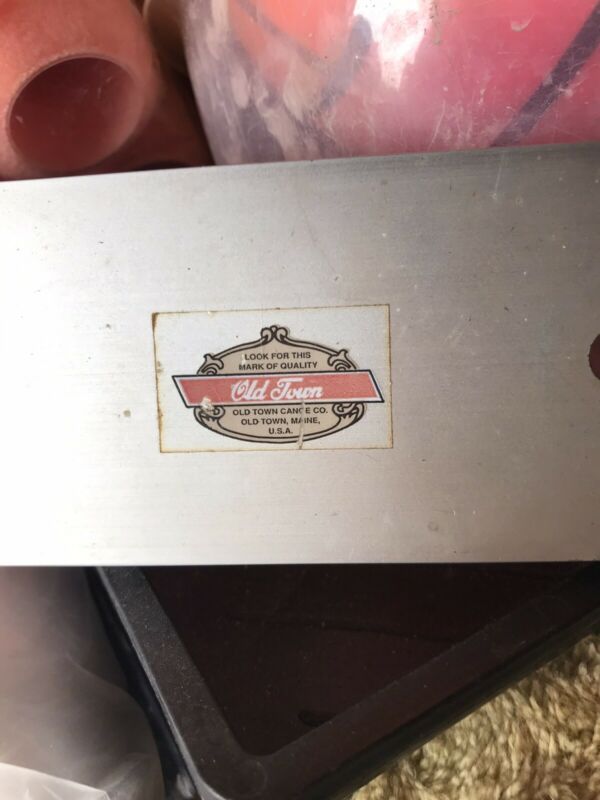 LOOK FOR THIS
MARK OF QUALITY
Old Town
OLD TOWN CANOE CO.
OLD TOWN, MAINE,
U.S.A.